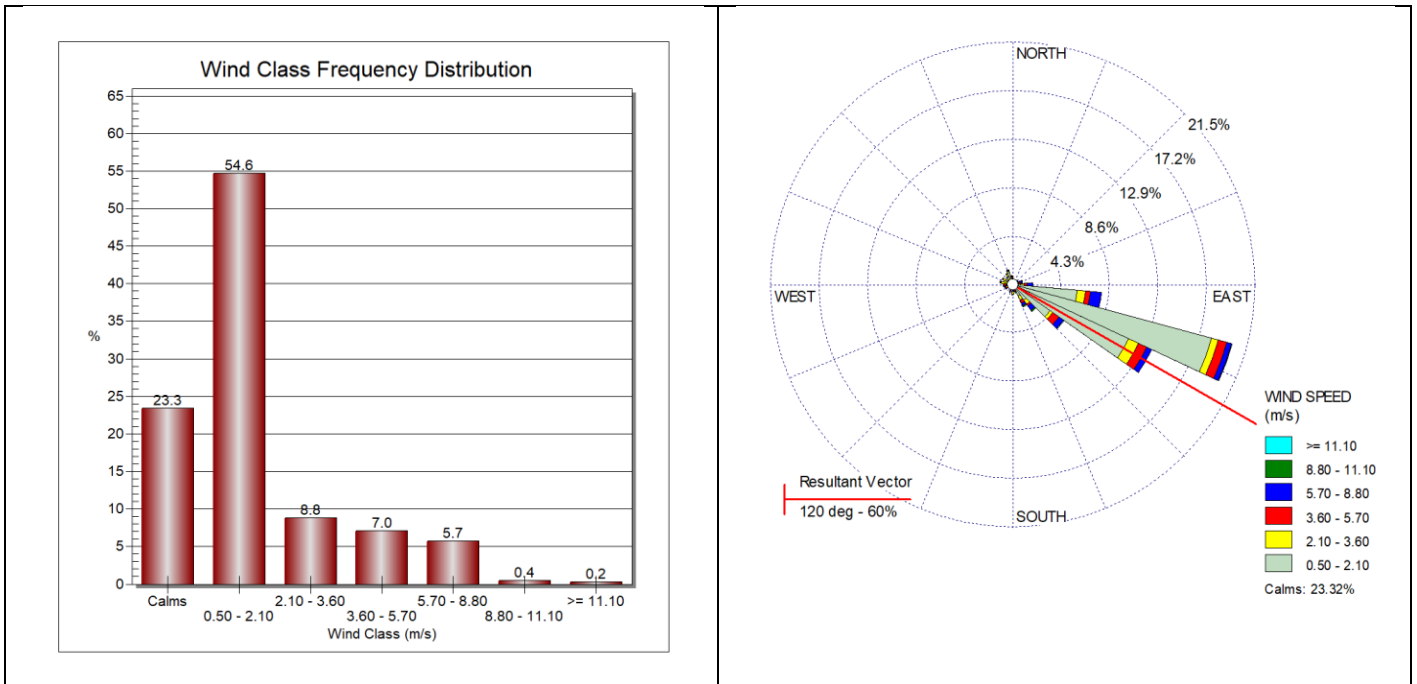 Wind Class Frequency Distribution
65
60
55
50
45
40
35
30
25
20
15
10
5
0
%
23.3
54.6
8.8
7.0
5.7
0.4
0.2
Calms
0.50 - 2.10
2.10 - 3.60
3.60 - 5.70
5.70 - 8.80
8.80 - 11.10
>= 11.10
Wind Class (m/s)
NORTH
21.5%
17.2%
12.9%
8.6%
4.3%
WEST
EAST
SOUTH
Resultant Vector
120 deg - 60%
WIND SPEED
(m/s)
>= 11.10
8.80 - 11.10
5.70 - 8.80
3.60 - 5.70
2.10 - 3.60
0.50 - 2.10
Calms: 23.32%